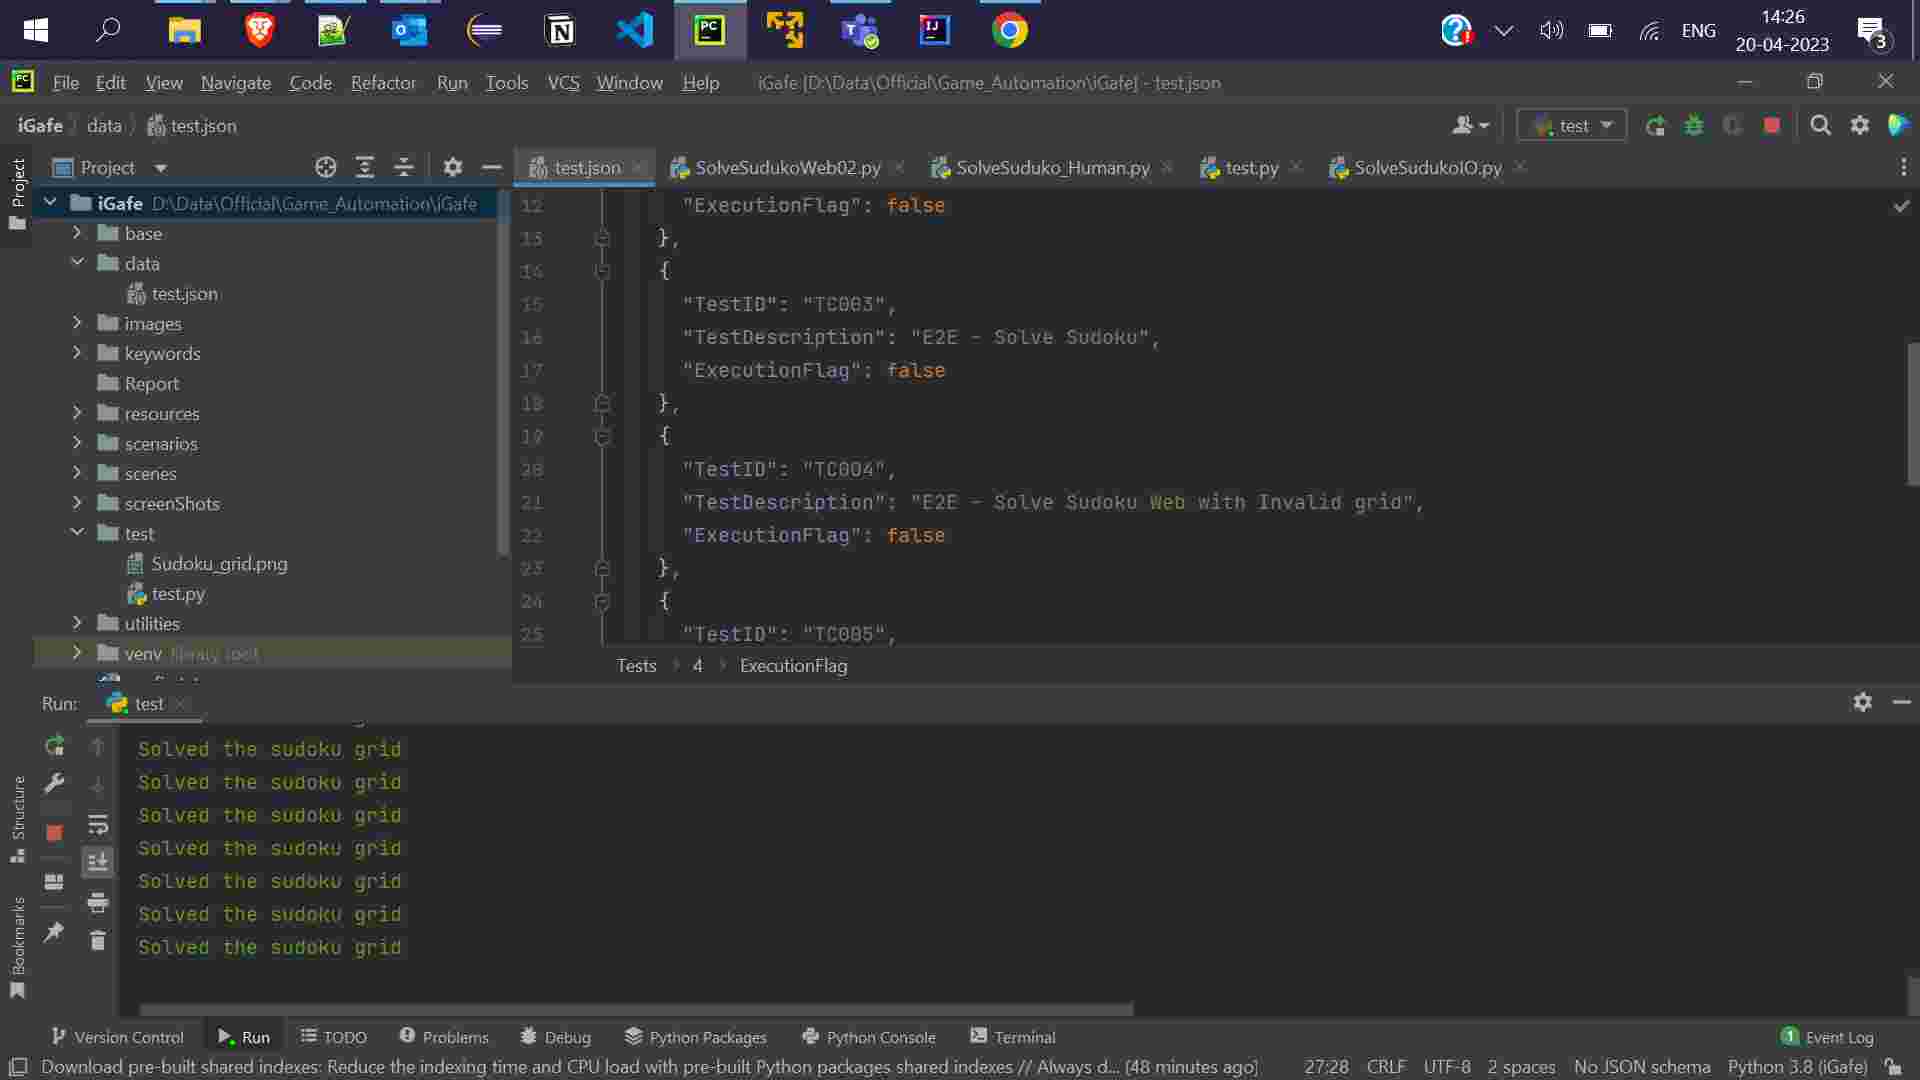 ENG
14:26
20-04-2023
3
PC
File Edit View Navigate Code Refactor Run Tools VCS Window Help iGafe [D:\Data\Official\Game_Automation\iGafe] - test.json
iGafe data test.json
test
Project
Project
test.json
SolveSudukoWeb02.py
SolveSuduko_Human.py
test.py
SolveSudukoIO.py
iGafe D:\Data\Official\Game_Automation\iGafe
base
data
test.json
images
keywords
Report
resources
scenarios
scenes
screenShots
test
Sudoku_grid.png
test.py
utilities
venv library root
12 "ExecutionFlag": false
13 },
14 {
15 "TestID": "TC003",
16 "TestDescription": "E2E - Solve Sudoku",
17 "ExecutionFlag": false
18 },
19 {
20 "TestID": "TC004",
21 "TestDescription": "E2E - Solve Sudoku Web with Invalid grid",
22 "ExecutionFlag": false
23 },
24 {
25 "TestID": "TC005",
Tests 4 ExecutionFlag
Run: test
Solved the sudoku grid
Solved the sudoku grid
Solved the sudoku grid
Solved the sudoku grid
Solved the sudoku grid
Solved the sudoku grid
Solved the sudoku grid
Structure
Bookmarks
Version Control Run TODO Problems Debug Python Packages Python Console Terminal 1 Event Log
Download pre-built shared indexes: Reduce the indexing time and CPU load with pre-built Python packages shared indexes // Always d... (48 minutes ago) 27:28 CRLF UTF-8 2 spaces No JSON schema Python 3.8 (iGafe)